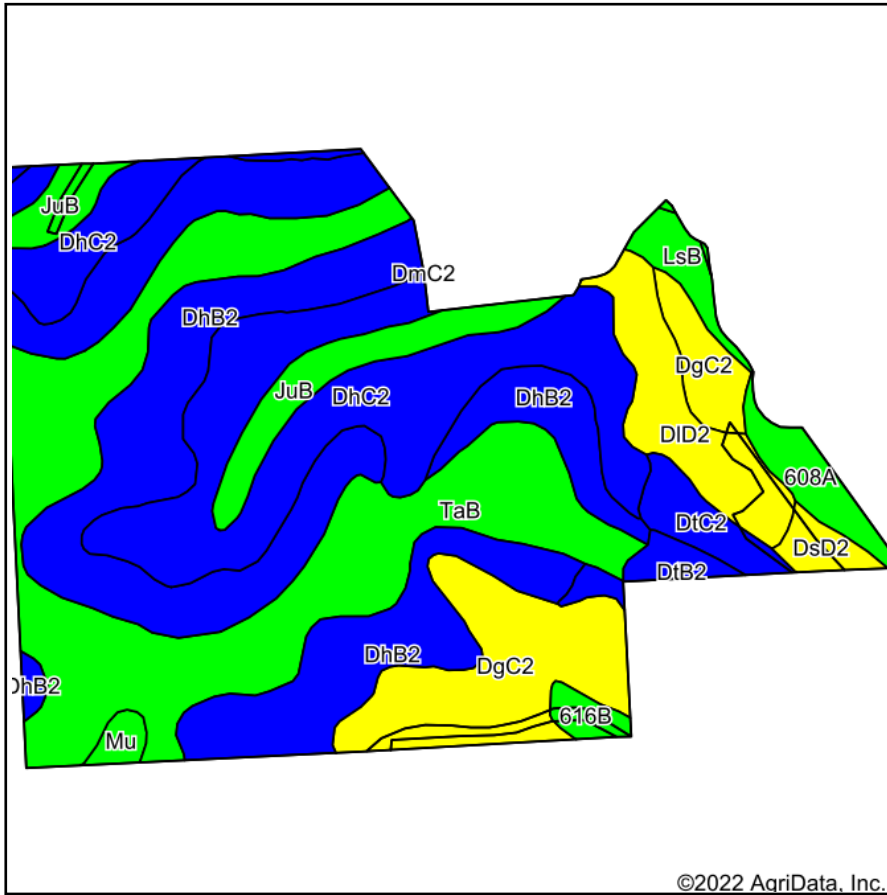 JuB
LsB
DhC2
DmC2
DhB2
DgC2
JuB
DhC2
DhB2
DlD2
608A
TaB
DtC2
DsD2
DtB2
DhB2
DgC2
DhB2
616B
Mu
©2022 AgriData, Inc.